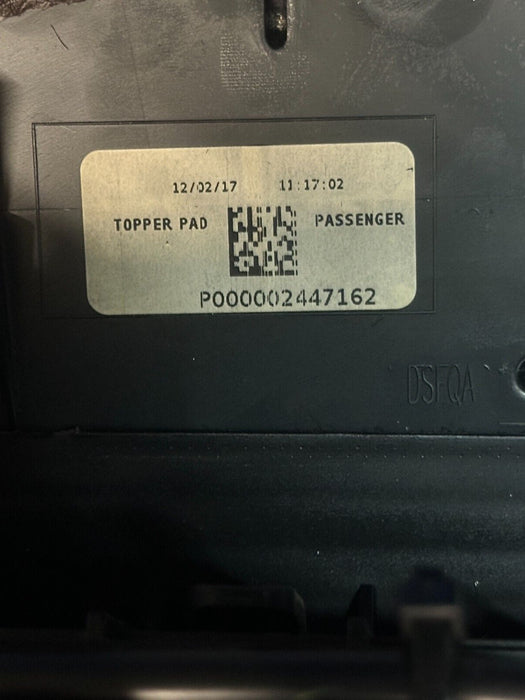 12/02/17 11:17:02
TOPPER PAD PASSENGER
P000002447162
DSFQA